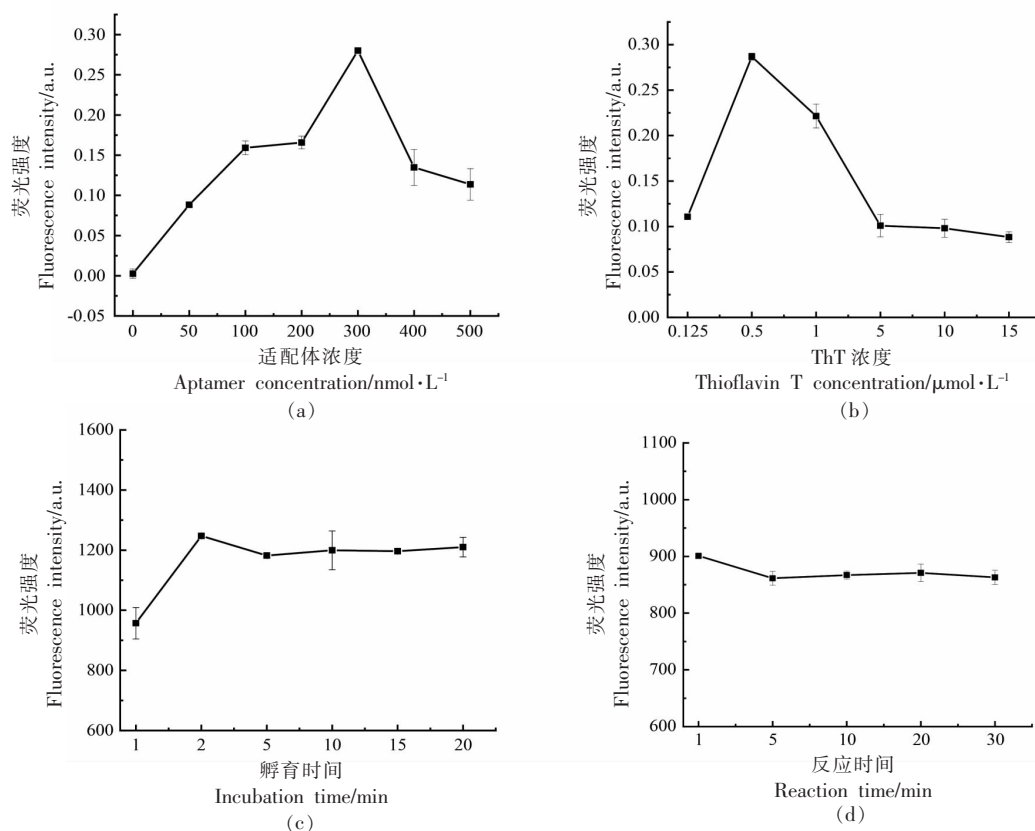 0.30
0.25
0.20
0.15
0.10
0.05
0.00
-0.05
荧光强度
Fluorescence intensity/a.u.
0 50 100 200 300 400 500
适配体浓度
Aptamer concentration/nmol·L⁻¹
(a)
0.30
0.25
0.20
0.15
0.10
0.05
0.00
荧光强度
Fluorescence intensity/a.u.
0.125 0.5 1 5 10 15
ThT 浓度
Thioflavin T concentration/μmol·L⁻¹
(b)
1600
1400
1200
1000
800
600
荧光强度
Fluorescence intensity/a.u.
1 2 5 10 15 20
孵育时间
Incubation time/min
(c)
1100
1000
900
800
700
600
荧光强度
Fluorescence intensity/a.u.
1 5 10 20 30
反应时间
Reaction time/min
(d)